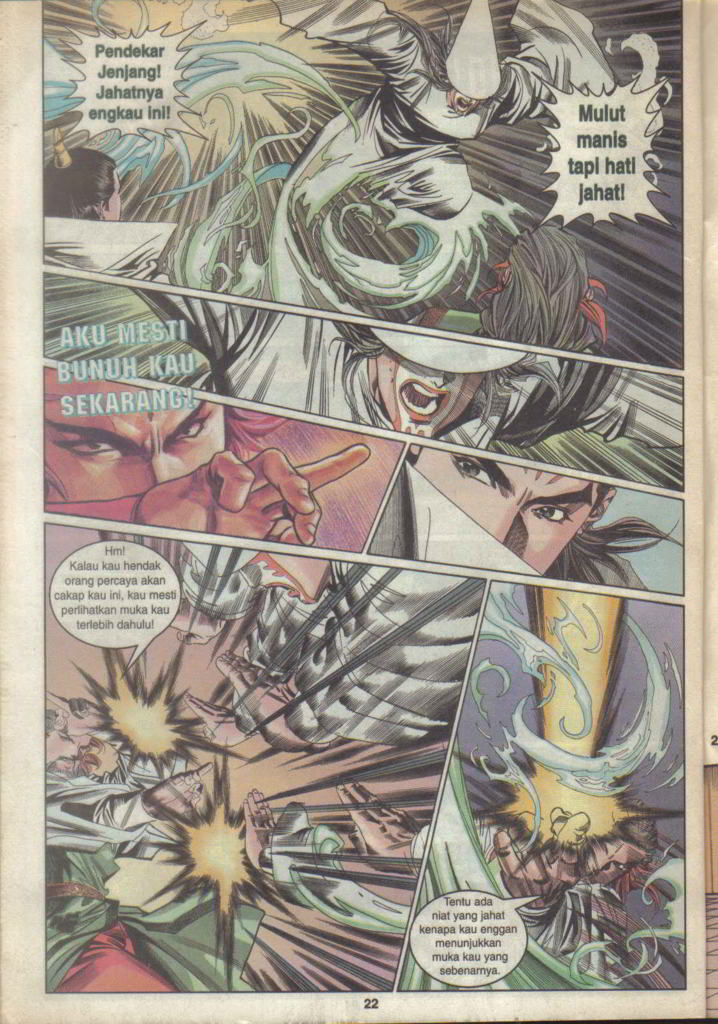 Pendekar
Jenjang!
Jahatnya
engkau ini!
Mulut
manis
tapi hati
jahat!
AKU MESTI
BUNUH KAU
SEKARANG!
Hm!
Kalau kau hendak
orang percaya akan
cakap kau ini, kau mesti
perlihatkan muka kau
terlebih dahulu!
Tentu ada
niat yang jahat
kenapa kau enggan
menunjukkan
muka kau yang
sebenarnya.
22
2